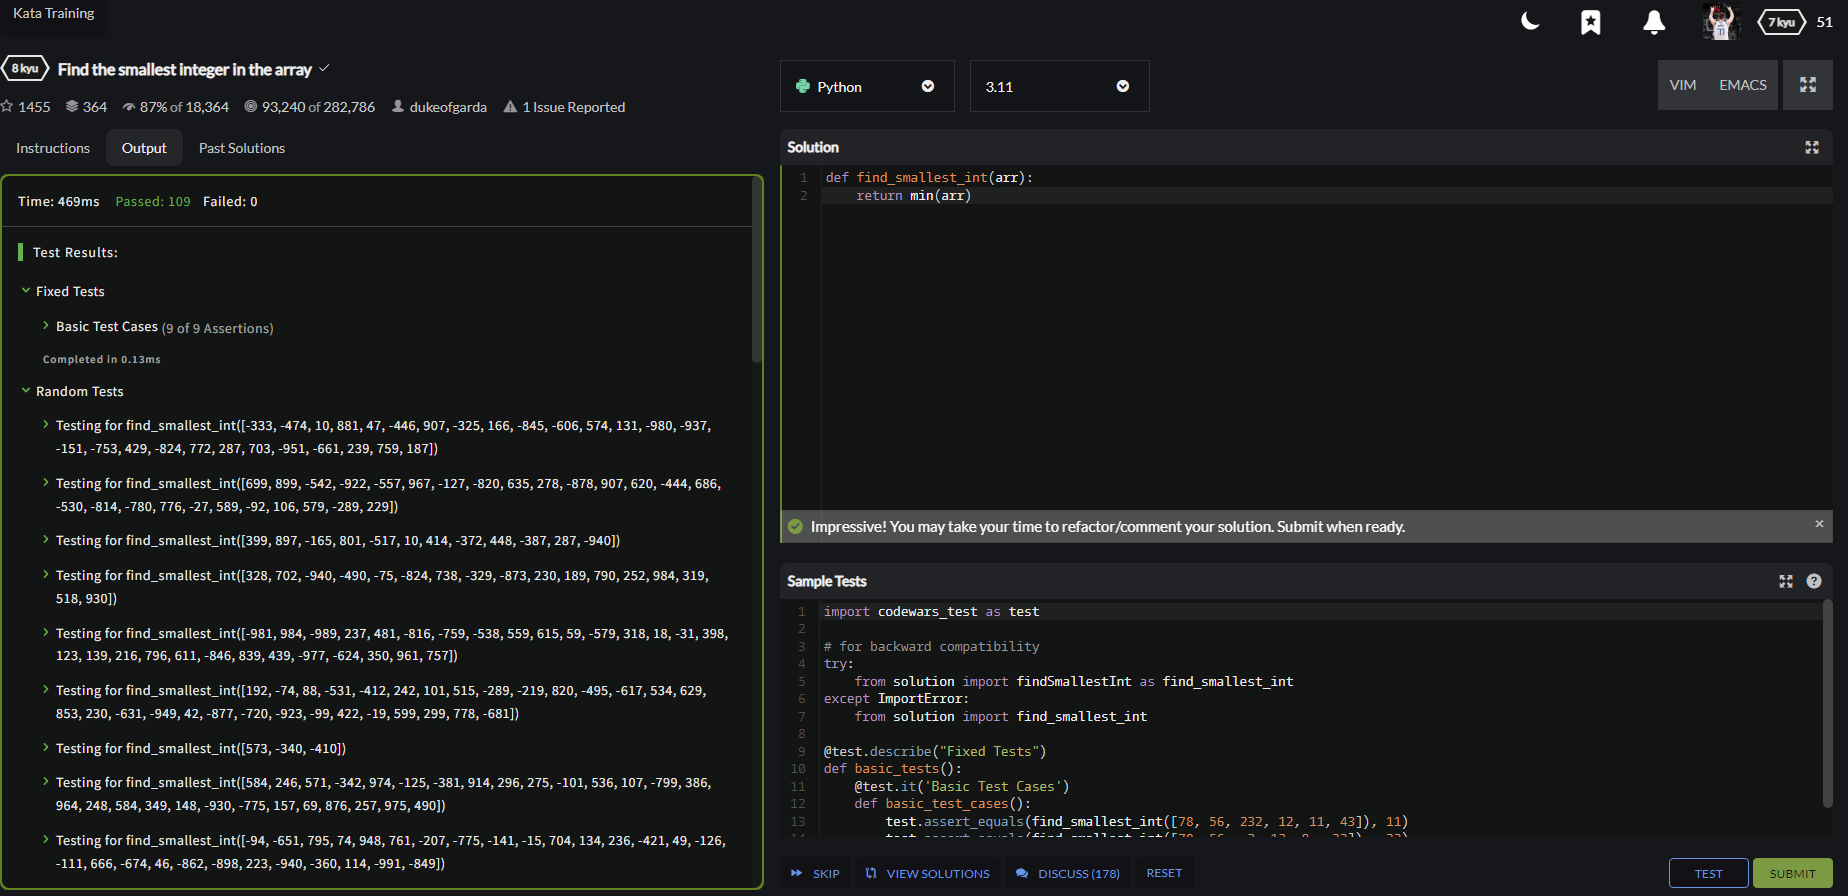 Kata Training
7 kyu 51
8 kyu Find the smallest integer in the array
1455 364 87% of 18,364 93,240 of 282,786 dukeofgarda 1 Issue Reported
Instructions Output Past Solutions
Time: 469ms Passed: 109 Failed: 0
Test Results:
Fixed Tests
Basic Test Cases (9 of 9 Assertions)
Completed in 0.13ms
Random Tests
Testing for find_smallest_int([-333, -474, 10, 881, 47, -446, 907, -325, 166, -845, -606, 574, 131, -980, -937,
-151, -753, 429, -824, 772, 287, 703, -951, -661, 239, 759, 187])
Testing for find_smallest_int([699, 899, -542, -922, -557, 967, -127, -820, 635, 278, -878, 907, 620, -444, 686,
-530, -814, -780, 776, -27, 589, -92, 106, 579, -289, 229])
Testing for find_smallest_int([399, 897, -165, 801, -517, 10, 414, -372, 448, -387, 287, -940])
Testing for find_smallest_int([328, 702, -940, -490, -75, -824, 738, -329, -873, 230, 189, 790, 252, 984, 319,
518, 930])
Testing for find_smallest_int([-981, 984, -989, 237, 481, -816, -759, -538, 559, 615, 59, -579, 318, 18, -31, 398,
123, 139, 216, 796, 611, -846, 839, 439, -977, -624, 350, 961, 757])
Testing for find_smallest_int([192, -74, 88, -531, -412, 242, 101, 515, -289, -219, 820, -495, -617, 534, 629,
853, 230, -631, -949, 42, -877, -720, -923, -99, 422, -19, 599, 299, 778, -681])
Testing for find_smallest_int([573, -340, -410])
Testing for find_smallest_int([584, 246, 571, -342, 974, -125, -381, 914, 296, 275, -101, 536, 107, -799, 386,
964, 248, 584, 349, 148, -930, -775, 157, 69, 876, 257, 975, 490])
Testing for find_smallest_int([-94, -651, 795, 74, 948, 761, -207, -775, -141, -15, 704, 134, 236, -421, 49, -126,
-111, 666, -674, 46, -862, -898, 223, -940, -360, 114, -991, -849])
Python 3.11 VIM EMACS
Solution
1 def find_smallest_int(arr):
2 return min(arr)
Impressive! You may take your time to refactor/comment your solution. Submit when ready. ×
Sample Tests ?
1 import codewars_test as test
2
3 # for backward compatibility
4 try:
5 from solution import findSmallestInt as find_smallest_int
6 except ImportError:
7 from solution import find_smallest_int
8
9 @test.describe("Fixed Tests")
10 def basic_tests():
11 @test.it('Basic Test Cases')
12 def basic_test_cases():
13 test.assert_equals(find_smallest_int([78, 56, 232, 12, 11, 43]), 11)
SKIP VIEW SOLUTIONS DISCUSS (178) RESET TEST SUBMIT